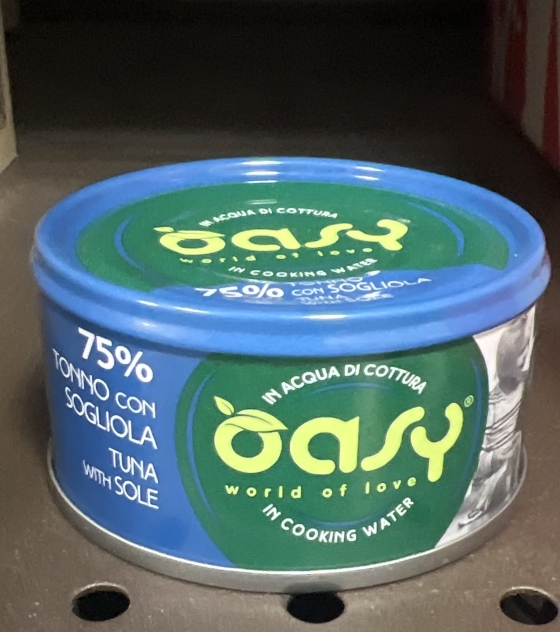 IN ACQUA DI COTTURA
oasy
world of love
IN COOKING WATER
75%
CON SOGLIOLA
TUNA
75%
TONNO CON
SOGLIOLA
TUNA
WITH SOLE
IN ACQUA DI COTTURA
oasy®
world of love
IN COOKING WATER